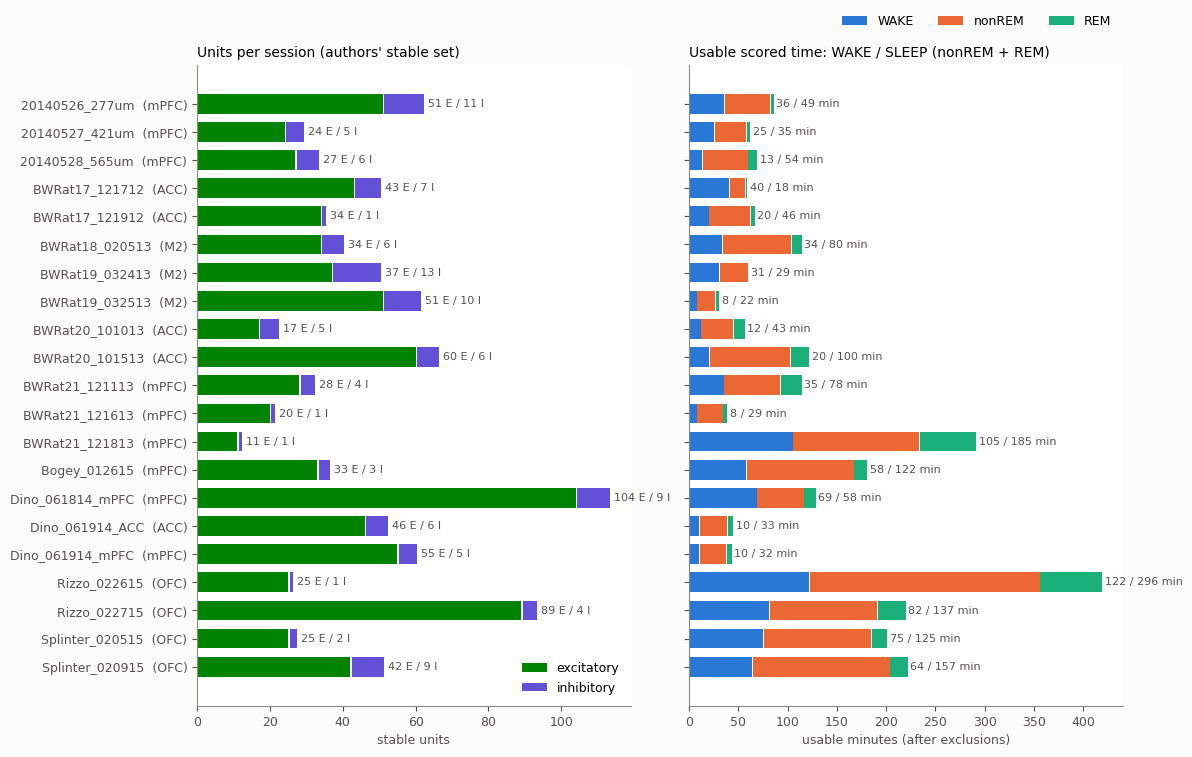 WAKE nonREM REM
Units per session (authors' stable set)
Usable scored time: WAKE / SLEEP (nonREM + REM)
20140526_277um (mPFC) 51 E / 11 I 36 / 49 min
20140527_421um (mPFC) 24 E / 5 I 25 / 35 min
20140528_565um (mPFC) 27 E / 6 I 13 / 54 min
BWRat17_121712 (ACC) 43 E / 7 I 40 / 18 min
BWRat17_121912 (ACC) 34 E / 1 I 20 / 46 min
BWRat18_020513 (M2) 34 E / 6 I 34 / 80 min
BWRat19_032413 (M2) 37 E / 13 I 31 / 29 min
BWRat19_032513 (M2) 51 E / 10 I 8 / 22 min
BWRat20_101013 (ACC) 17 E / 5 I 12 / 43 min
BWRat20_101513 (ACC) 60 E / 6 I 20 / 100 min
BWRat21_121113 (mPFC) 28 E / 4 I 35 / 78 min
BWRat21_121613 (mPFC) 20 E / 1 I 8 / 29 min
BWRat21_121813 (mPFC) 11 E / 1 I 105 / 185 min
Bogey_012615 (mPFC) 33 E / 3 I 58 / 122 min
Dino_061814_mPFC (mPFC) 104 E / 9 I 69 / 58 min
Dino_061914_ACC (ACC) 46 E / 6 I 10 / 33 min
Dino_061914_mPFC (mPFC) 55 E / 5 I 10 / 32 min
Rizzo_022615 (OFC) 25 E / 1 I 122 / 296 min
Rizzo_022715 (OFC) 89 E / 4 I 82 / 137 min
Splinter_020515 (OFC) 25 E / 2 I 75 / 125 min
Splinter_020915 (OFC) 42 E / 9 I 64 / 157 min
excitatory
inhibitory
0 20 40 60 80 100
0 50 100 150 200 250 300 350 400
stable units
usable minutes (after exclusions)